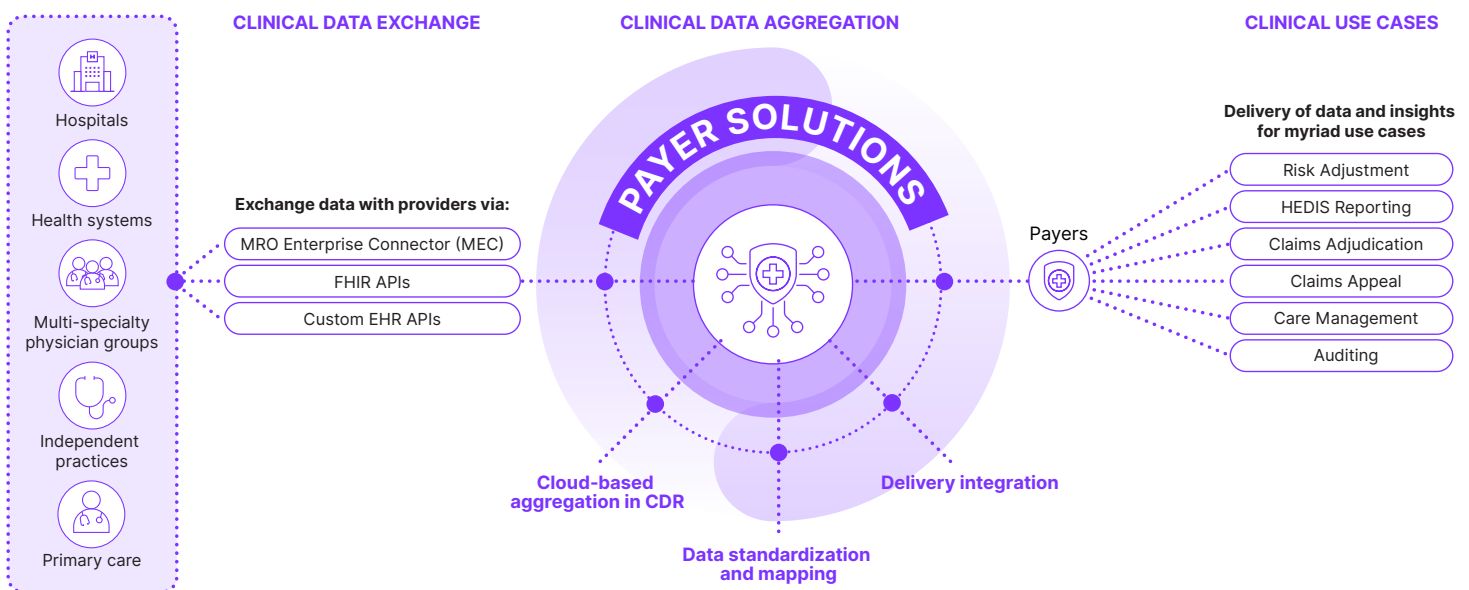 CLINICAL DATA EXCHANGE
CLINICAL DATA AGGREGATION
CLINICAL USE CASES
H
Hospitals
Health systems
Multi-specialty
physician groups
Independent
practices
Primary care
Exchange data with providers via:
MRO Enterprise Connector (MEC)
FHIR APIs
Custom EHR APIs
PAYER SOLUTIONS
Cloud-based
aggregation in CDR
Data standardization
and mapping
Delivery integration
Payers
Delivery of data and insights
for myriad use cases
Risk Adjustment
HEDIS Reporting
Claims Adjudication
Claims Appeal
Care Management
Auditing